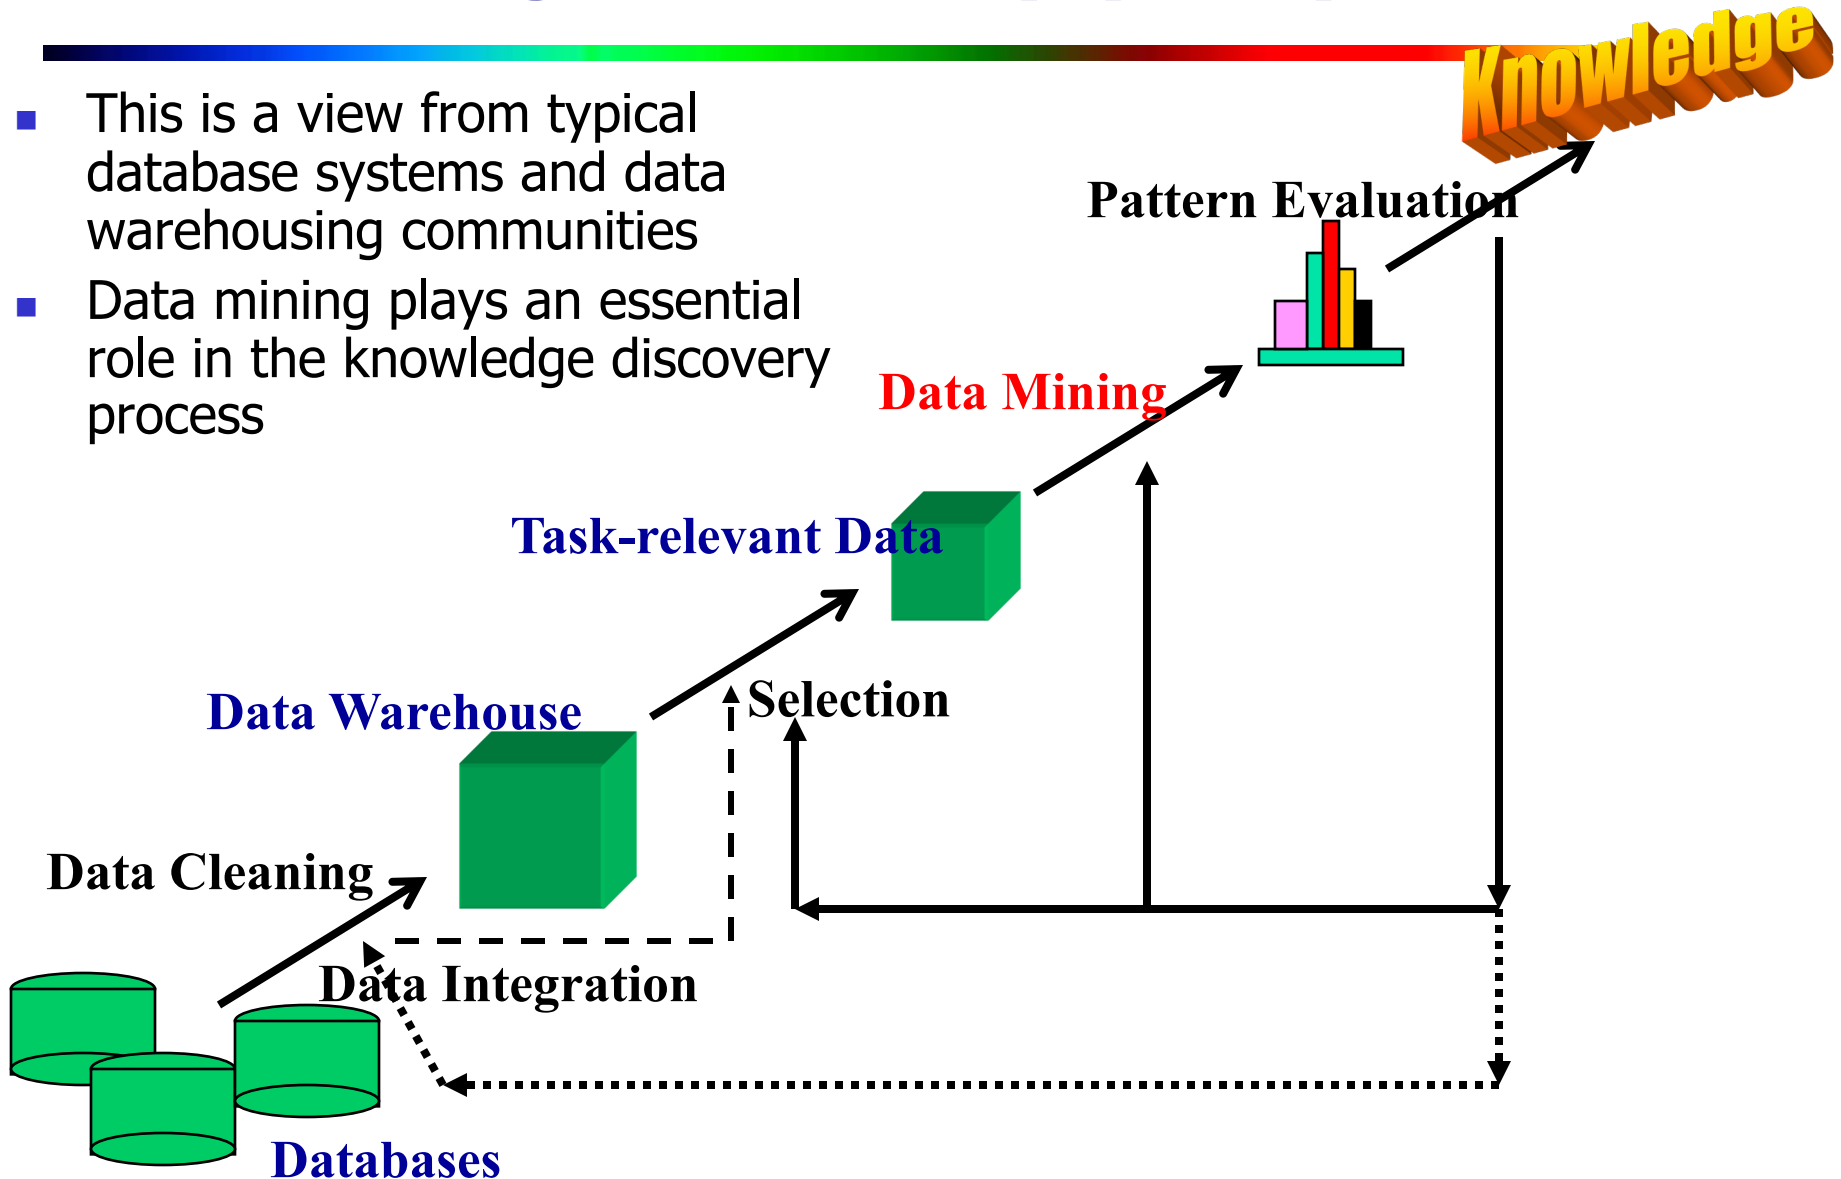 Knowledge
This is a view from typical
database systems and data
warehousing communities
Data mining plays an essential
role in the knowledge discovery
process
Pattern Evaluation
Data Mining
Task-relevant Data
Selection
Data Warehouse
Data Cleaning
Data Integration
Databases